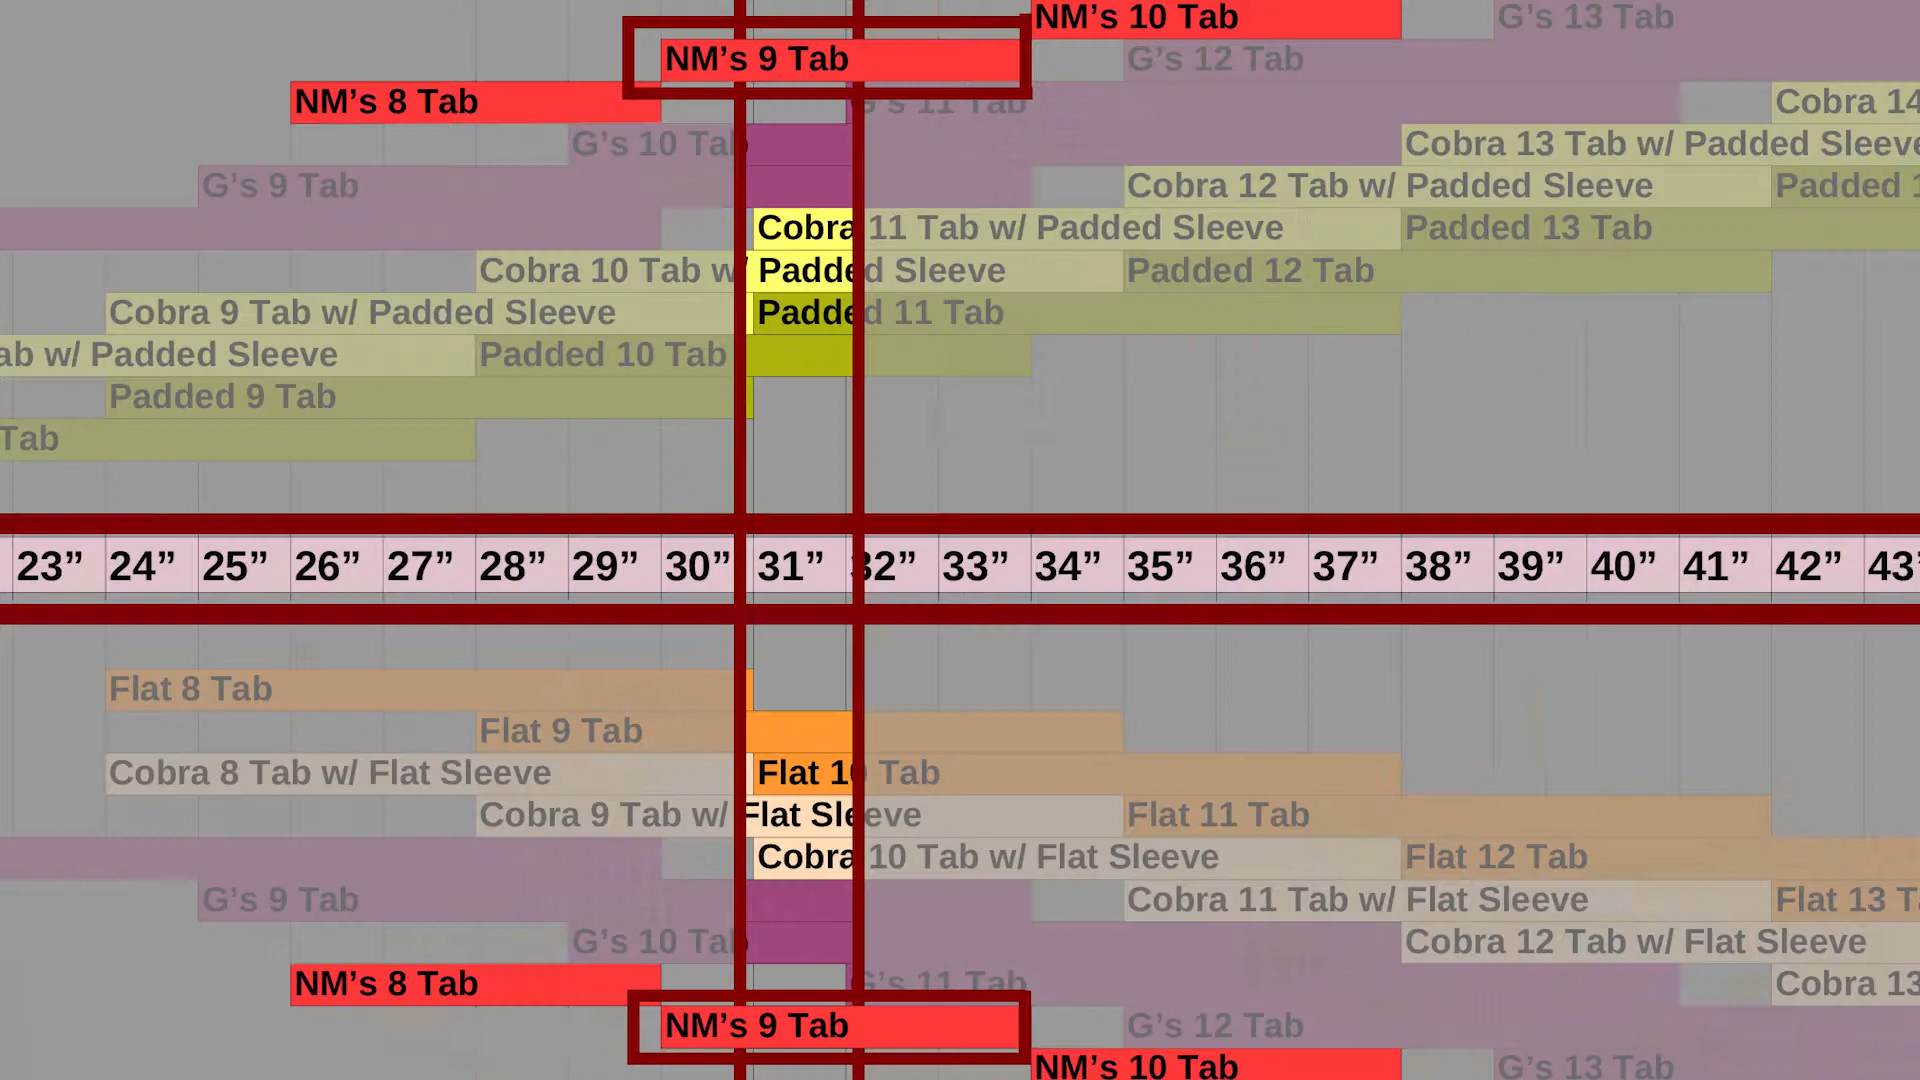 NM’s 10 Tab G’s 13 Tab
NM’s 9 Tab G’s 12 Tab
NM’s 8 Tab G’s 11 Tab Cobra 14
G’s 10 Tab Cobra 13 Tab w/ Padded Sleeve
G’s 9 Tab Cobra 12 Tab w/ Padded Sleeve Padded 1
Cobra 11 Tab w/ Padded Sleeve Padded 13 Tab
Cobra 10 Tab w/ Padded Sleeve Padded 12 Tab
Cobra 9 Tab w/ Padded Sleeve Padded 11 Tab
ab w/ Padded Sleeve Padded 10 Tab
Padded 9 Tab
Tab
23” 24” 25” 26” 27” 28” 29” 30” 31” 32” 33” 34” 35” 36” 37” 38” 39” 40” 41” 42” 43”
Flat 8 Tab
Flat 9 Tab
Cobra 8 Tab w/ Flat Sleeve Flat 10 Tab
Cobra 9 Tab w/ Flat Sleeve Flat 11 Tab
Cobra 10 Tab w/ Flat Sleeve Flat 12 Tab
G’s 9 Tab Cobra 11 Tab w/ Flat Sleeve Flat 13 T
G’s 10 Tab Cobra 12 Tab w/ Flat Sleeve
NM’s 8 Tab G’s 11 Tab Cobra 13
NM’s 9 Tab G’s 12 Tab
NM’s 10 Tab G’s 13 Tab